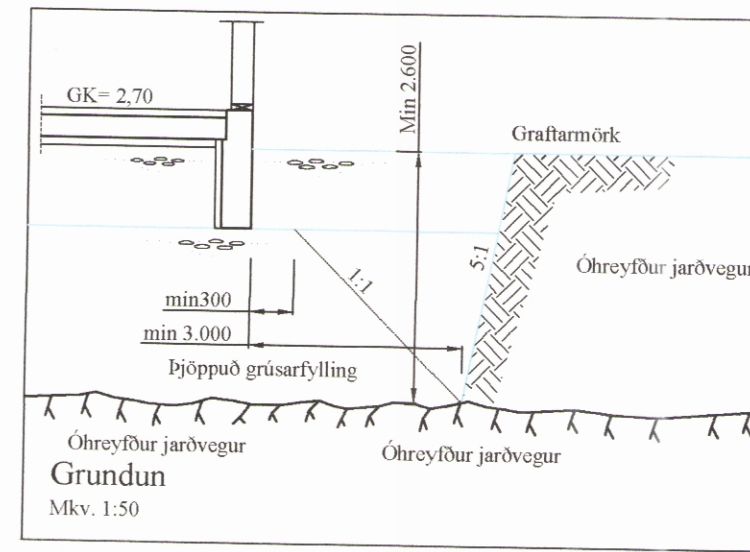 GK= 2,70
Min 2.600
Graftarmörk
5:1
Óhreyfður jarðvegur
1:1
min300
min 3.000
Þjöppuð grúsarfylling
Óhreyfður jarðvegur
Óhreyfður jarðvegur
Grundun
Mkv. 1:50